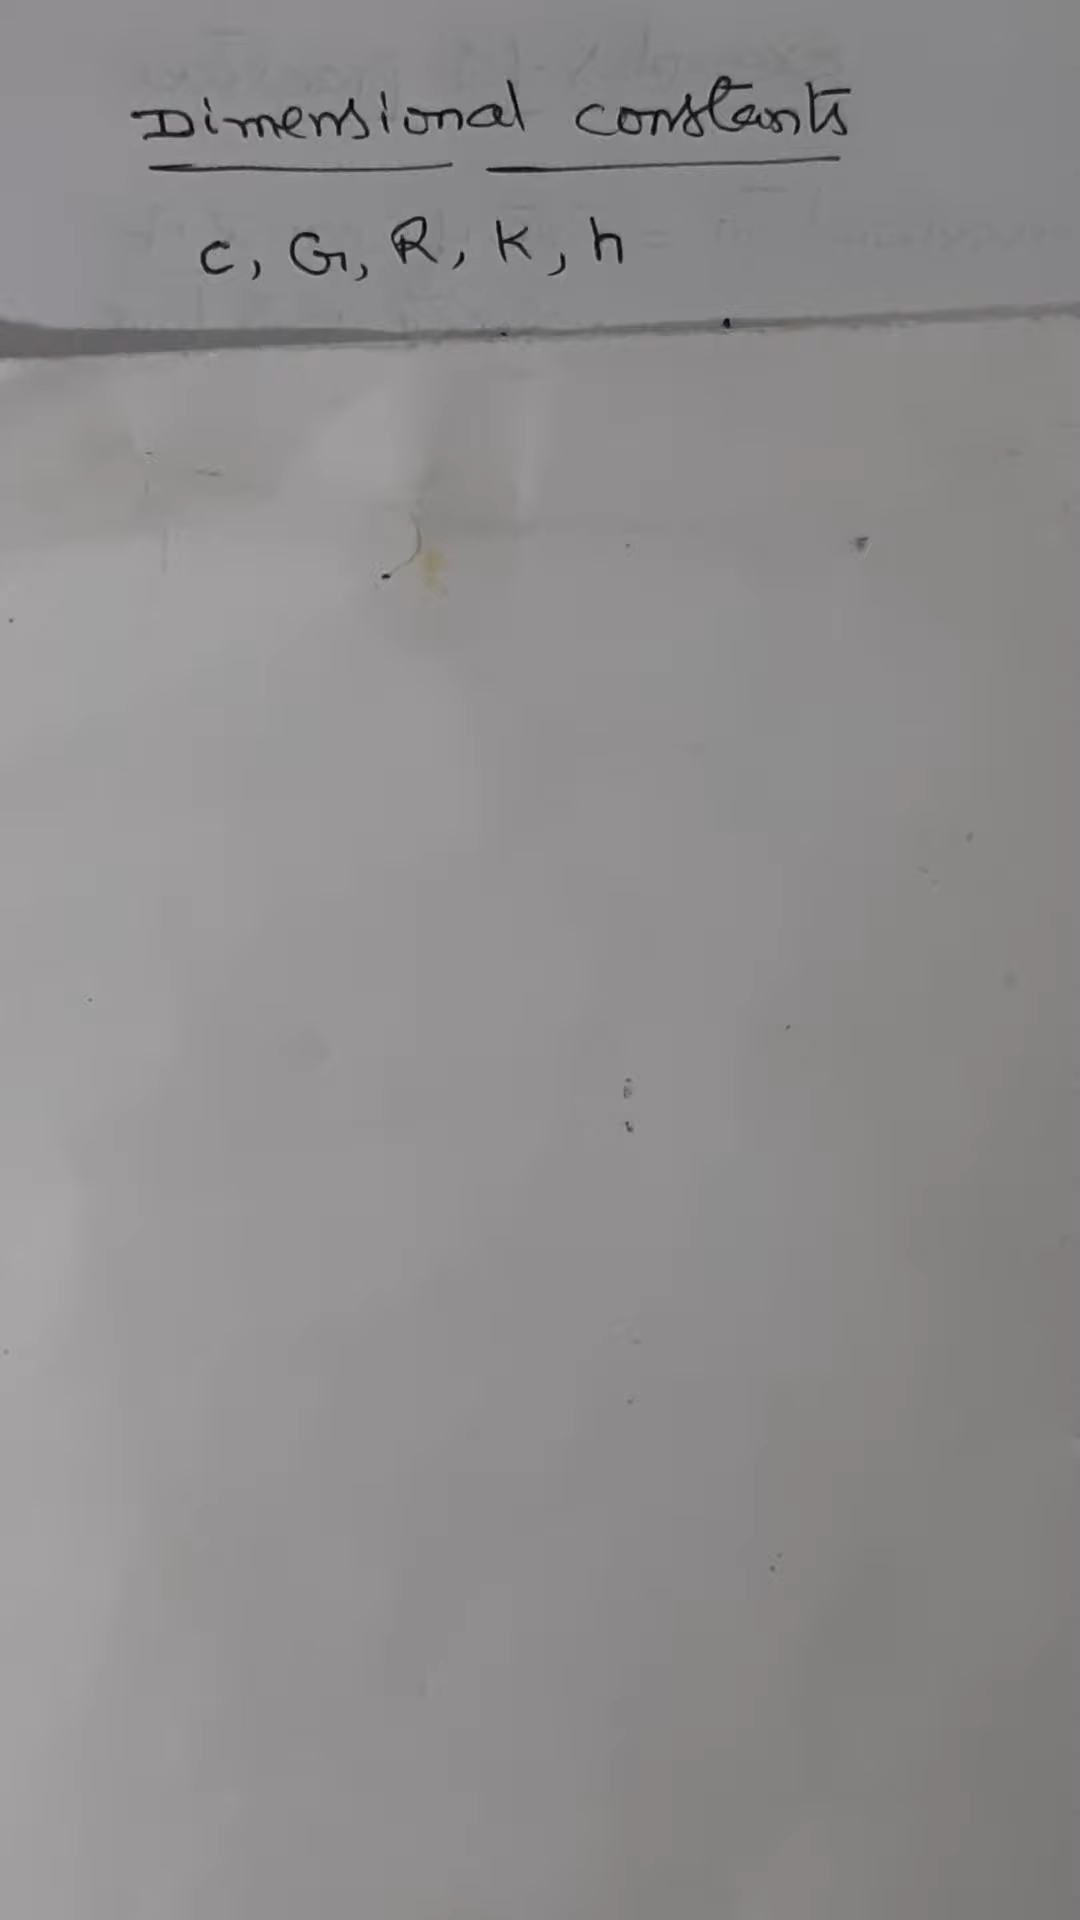 Dimensional constants
c, G, R, K, h